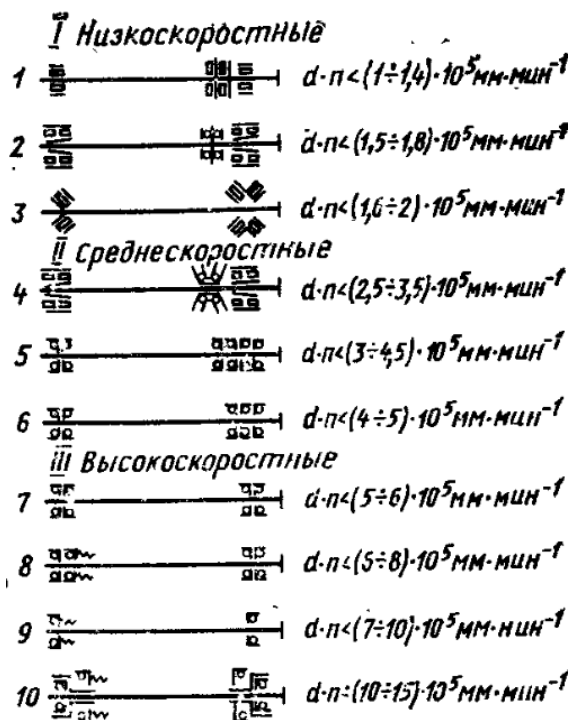 I Низкоскоростные
1 d·n<(1÷1,4)·10⁵мм·мин⁻¹
2 d·n<(1,5÷1,8)·10⁵мм·мин⁻¹
3 d·n<(1,6÷2)·10⁵мм·мин⁻¹
II Среднескоростные
4 d·n<(2,5÷3,5)·10⁵мм·мин⁻¹
5 d·n<(3÷4,5)·10⁵мм·мин⁻¹
6 d·n<(4÷5)·10⁵мм·мин⁻¹
III Высокоскоростные
7 d·n<(5÷6)·10⁵мм·мин⁻¹
8 d·n<(5÷8)·10⁵мм·мин⁻¹
9 d·n<(7÷10)·10⁵мм·мин⁻¹
10 d·n=(10÷15)·10⁵мм·мин⁻¹